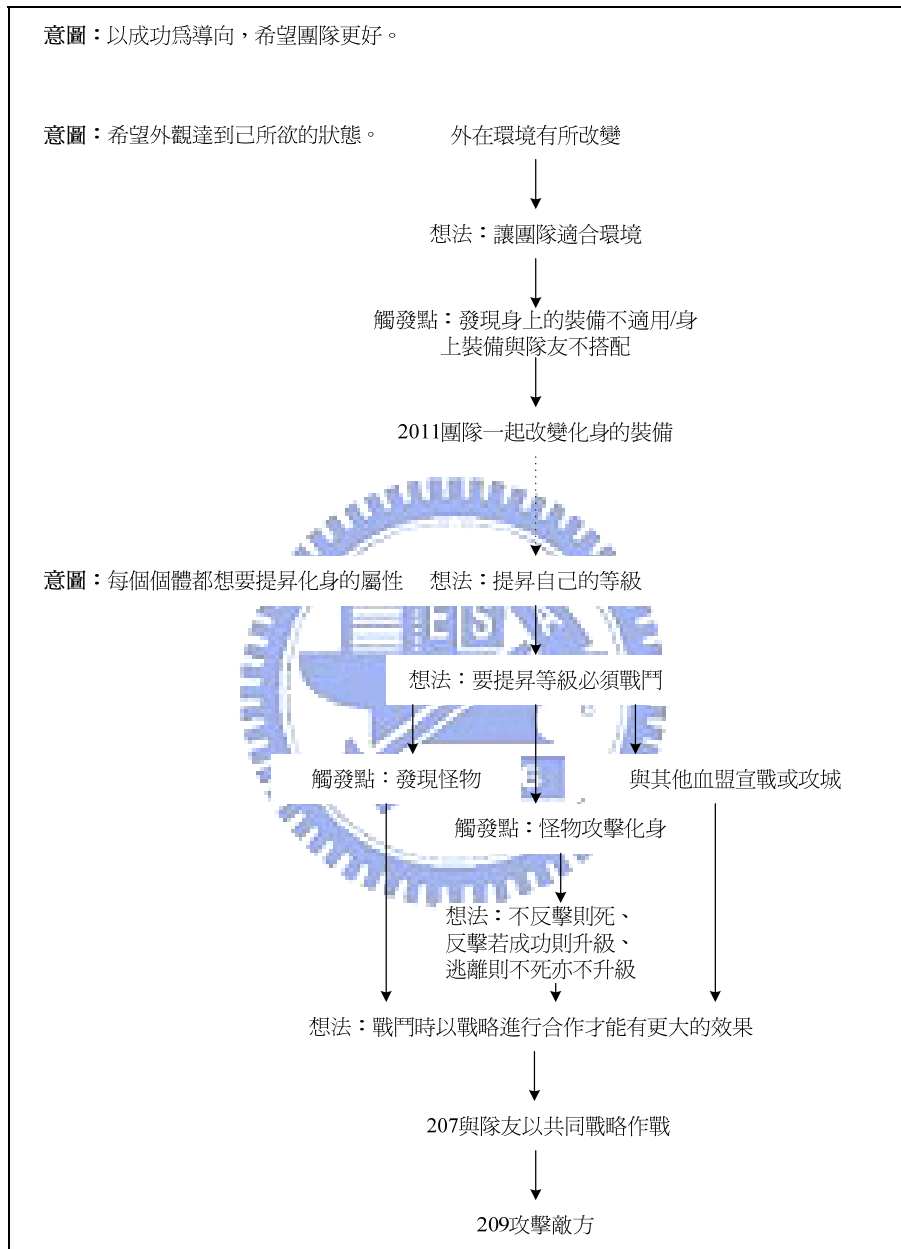 意圖：以成功為導向，希望團隊更好。
意圖：希望外觀達到己所欲的狀態。 外在環境有所改變
想法：讓團隊適合環境
觸發點：發現身上的裝備不適用/身
上裝備與隊友不搭配
2011團隊一起改變化身的裝備
意圖：每個個體都想要提昇化身的屬性 想法：提昇自己的等級
ES
想法：要提昇等級必須戰鬥
觸發點：發現怪物 與其他血盟宣戰或攻城
觸發點：怪物攻擊化身
想法：不反擊則死、
反擊若成功則升級、
逃離則不死亦不升級
想法：戰鬥時以戰略進行合作才能有更大的效果
207與隊友以共同戰略作戰
209攻擊敵方